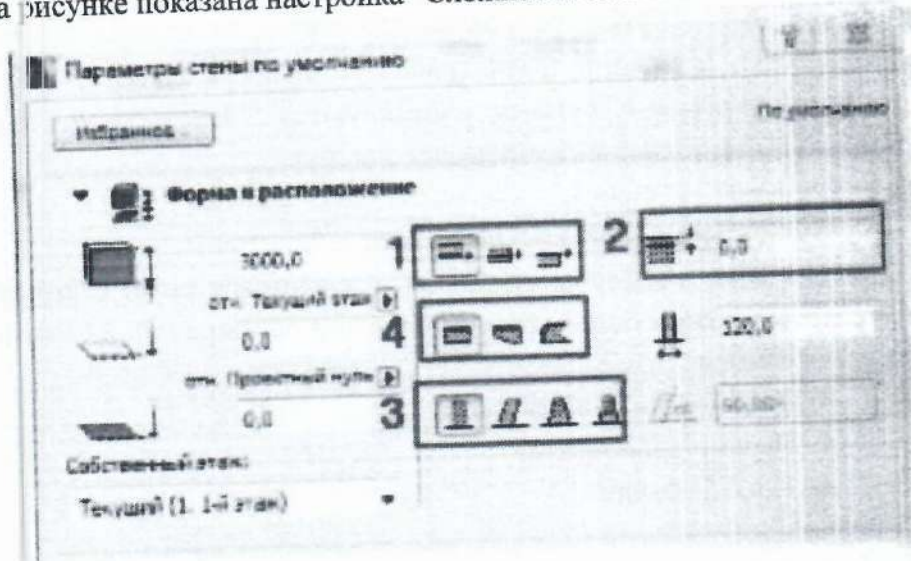 а рисунке показана настройка
Параметры стены по умолчанию
Избранное...
По умолчанию
Форма и расположение
3000,0
1
2
0,0
отн. Текущий этаж
0,0
4
120,0
отн. Проектный нуль
0,0
3
90,00°
Собственный этаж:
Текущий (1. 1-й этаж)